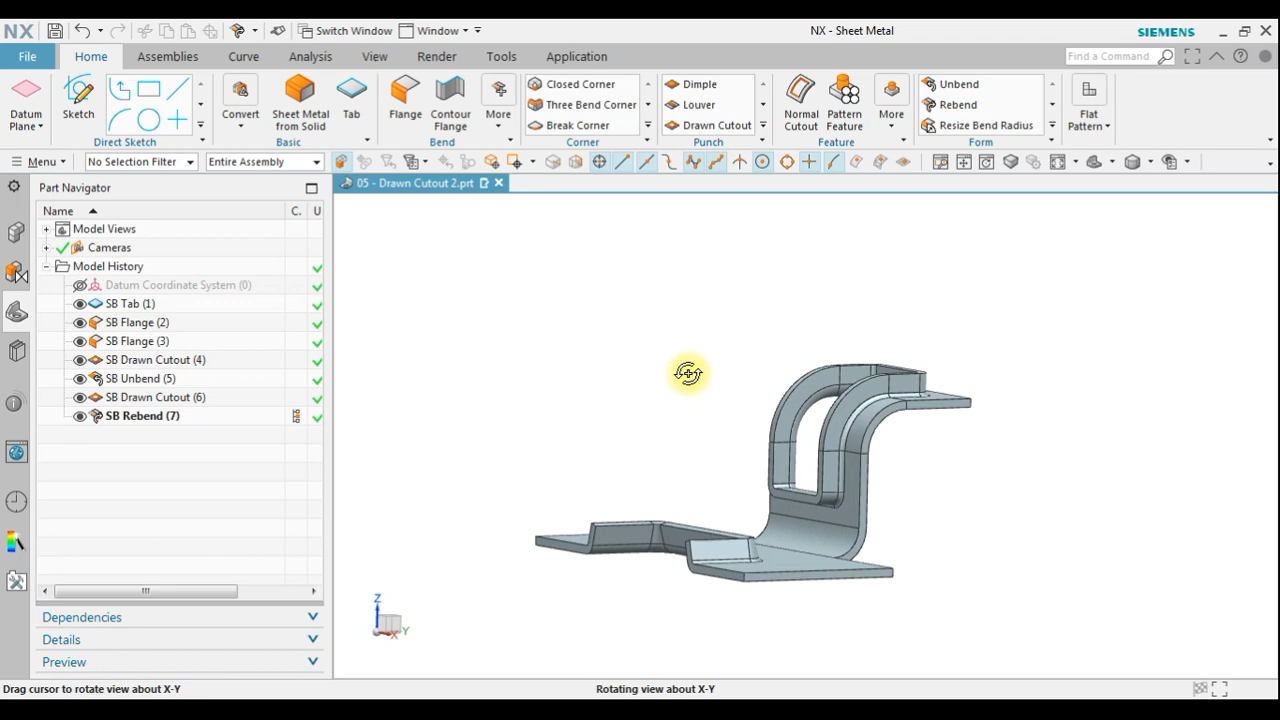 NX
Switch Window
Window
NX - Sheet Metal
SIEMENS
File
Home
Assemblies
Curve
Analysis
View
Render
Tools
Application
Find a Command
Datum Plane
Sketch
Direct Sketch
Convert
Sheet Metal from Solid
Tab
Basic
Flange
Contour Flange
More
Bend
Closed Corner
Three Bend Corner
Break Corner
Corner
Dimple
Louver
Drawn Cutout
Punch
Normal Cutout
Pattern Feature
More
Feature
Unbend
Rebend
Resize Bend Radius
Form
Flat Pattern
Menu
No Selection Filter
Entire Assembly
Part Navigator
05 - Drawn Cutout 2.prt
Name
C.
U
Model Views
Cameras
Model History
Datum Coordinate System (0)
SB Tab (1)
SB Flange (2)
SB Flange (3)
SB Drawn Cutout (4)
SB Unbend (5)
SB Drawn Cutout (6)
SB Rebend (7)
Dependencies
Details
Preview
Z
X
Y
Drag cursor to rotate view about X-Y
Rotating view about X-Y